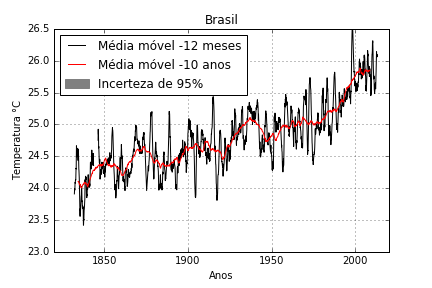 Brasil
26.5
26.0
25.5
25.0
24.5
24.0
23.5
23.0
Temperatura °C
Média móvel -12 meses
Média móvel -10 anos
Incerteza de 95%
1850
1900
1950
2000
Anos